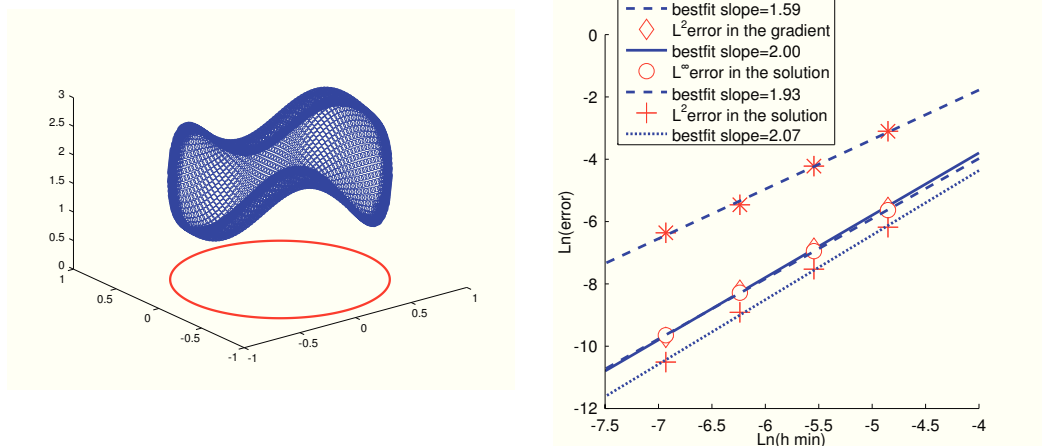 3
2.5
2
1.5
1
0.5
0
1
0.5
0
-0.5
-1
-1
-0.5
0
0.5
1
bestfit slope=1.59
L²error in the gradient
bestfit slope=2.00
L∞error in the solution
bestfit slope=1.93
L²error in the solution
bestfit slope=2.07
Ln(error)
0
-2
-4
-6
-8
-10
-12
-7.5 -7 -6.5 -6 -5.5 -5 -4.5 -4
Ln(h min)